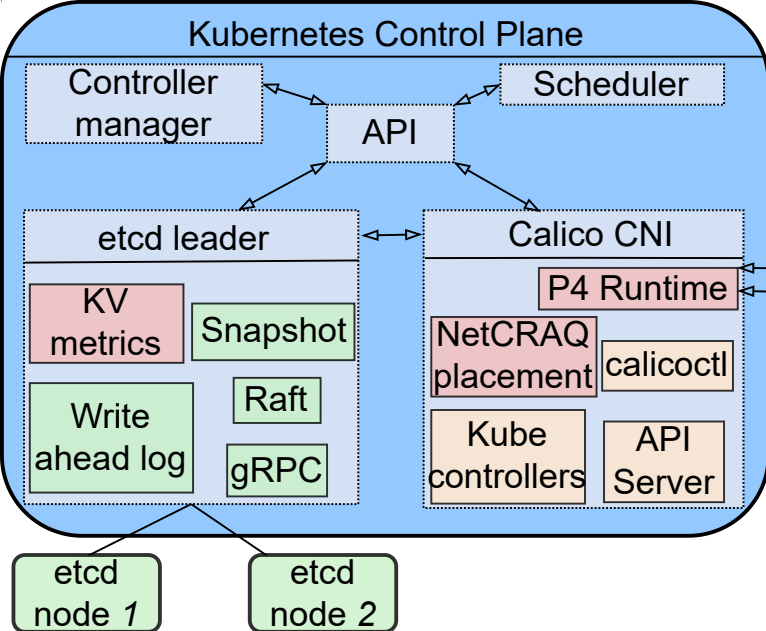 Kubernetes Control Plane
Controller
manager
Scheduler
API
etcd leader
Calico CNI
P4 Runtime
KV
metrics
Snapshot
NetCRAQ
placement
calicoctl
Raft
Write
ahead log
gRPC
Kube
controllers
API
Server
etcd
node 1
etcd
node 2